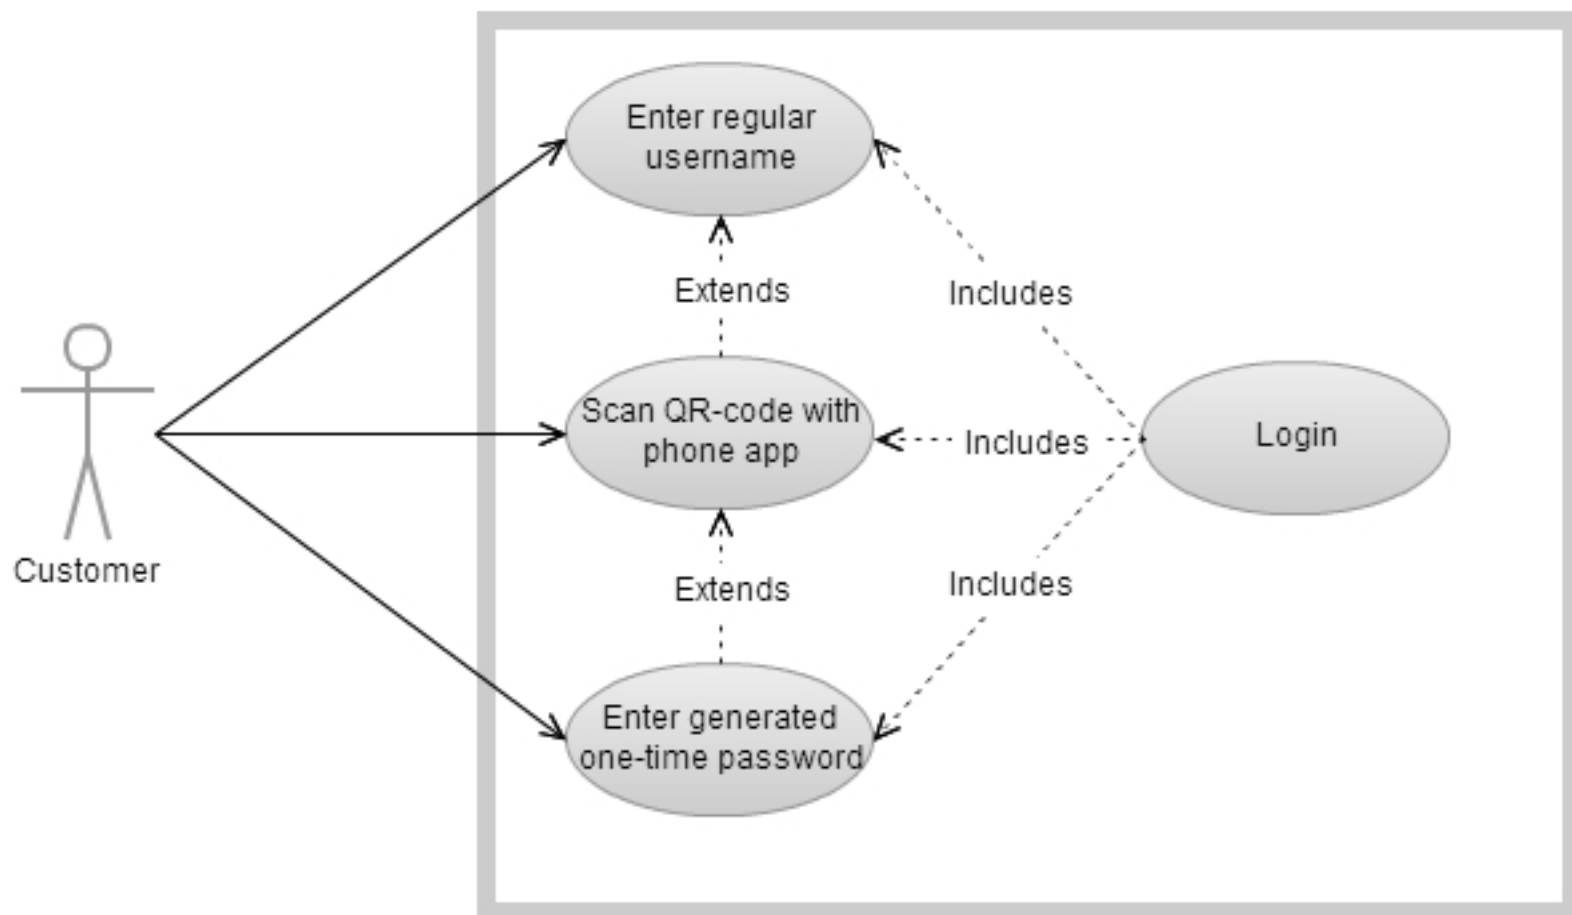 Enter regular
username
Extends
Includes
Scan QR-code with
phone app
Includes
Login
Customer
Extends
Includes
Enter generated
one-time password